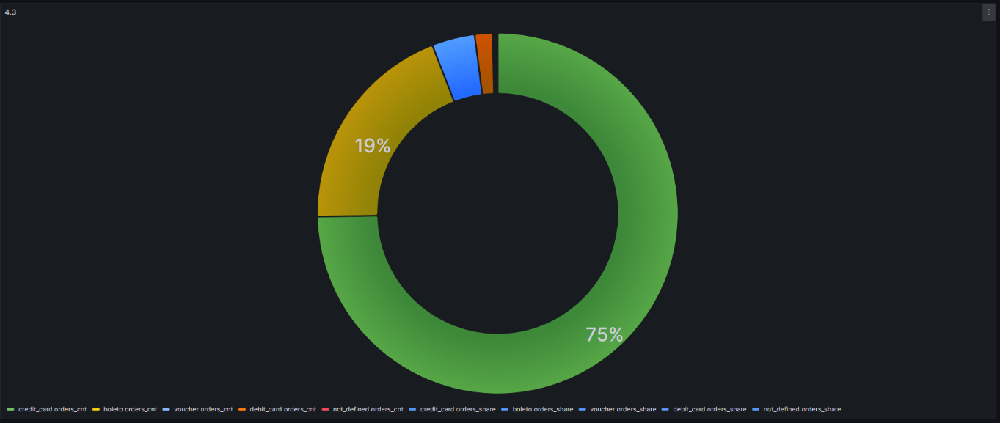 4.3
19%
75%
credit_card orders_cnt boleto orders_cnt voucher orders_cnt debit_card orders_cnt not_defined orders_cnt credit_card orders_share boleto orders_share voucher orders_share debit_card orders_share not_defined orders_share